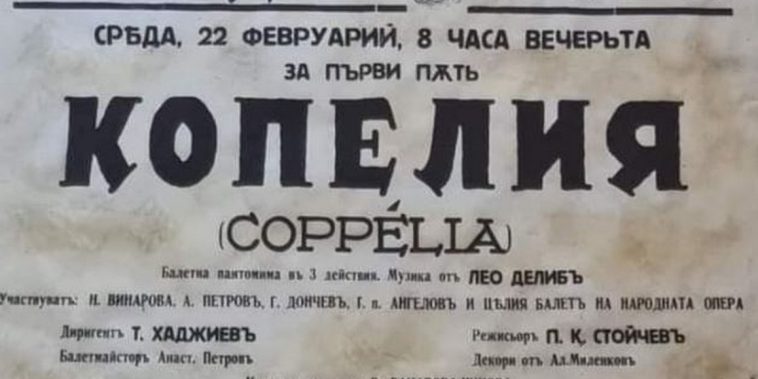 СРѢДА, 22 ФЕВРУАРИЙ, 8 ЧАСА ВЕЧЕРЬТА
ЗА ПЪРВИ ПѪТЬ
КОПЕЛИЯ
(COPPÉLIA)
Балетна пантомима въ 3 действия. Музика отъ ЛЕО ДЕЛИБЪ
Участвуватъ: Н. ВИНАРОВА, А. ПЕТРОВЪ, Г. ДОНЧЕВЪ, Г. п. АНГЕЛОВЪ И ЦѢЛИЯ БАЛЕТЪ НА НАРОДНАТА ОПЕРА
Диригентъ Т. ХАДЖИЕВЪ
Режисьоръ П. К. СТОЙЧЕВЪ
Балетмайсторъ Анаст. Петровъ
Декори отъ Ал.Миленковъ